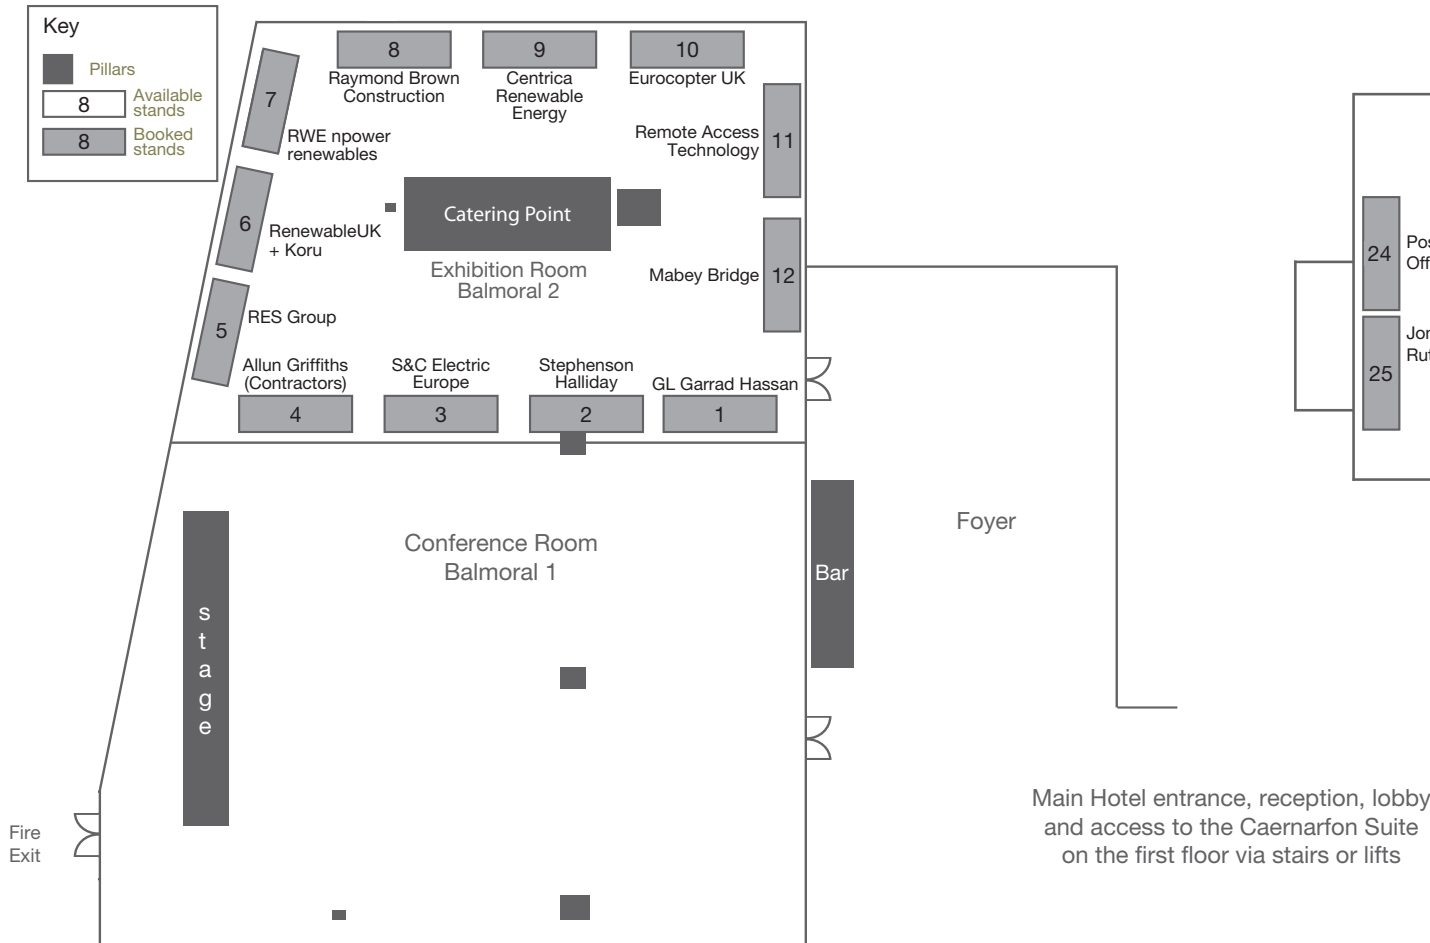 Key
Pillars
8
Available
stands
8
Booked
stands
8
Raymond Brown
Construction
9
Centrica
Renewable
Energy
10
Eurocopter UK
7
RWE npower
renewables
Remote Access
Technology
11
6
RenewableUK
+ Koru
Catering Point
Exhibition Room
Balmoral 2
Mabey Bridge
12
5
RES Group
Allun Griffiths
(Contractors)
4
S&C Electric
Europe
3
Stephenson
Halliday
2
GL Garrad Hassan
1
24
25
Conference Room
Balmoral 1
stage
Bar
Foyer
Fire
Exit
Main Hotel entrance, reception, lobby
and access to the Caernarfon Suite
on the first floor via stairs or lifts